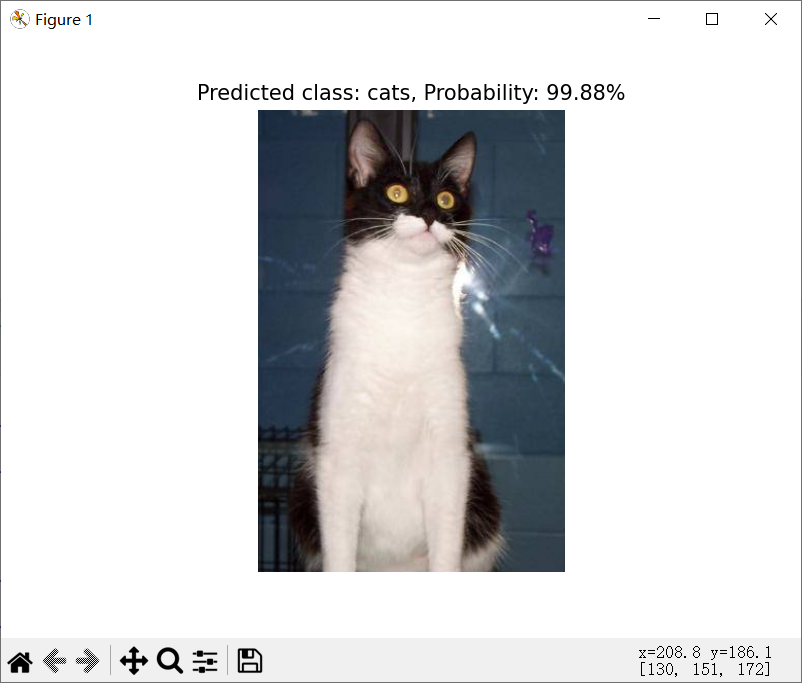 Figure 1
Predicted class: cats, Probability: 99.88%
x=208.8 y=186.1
[130, 151, 172]